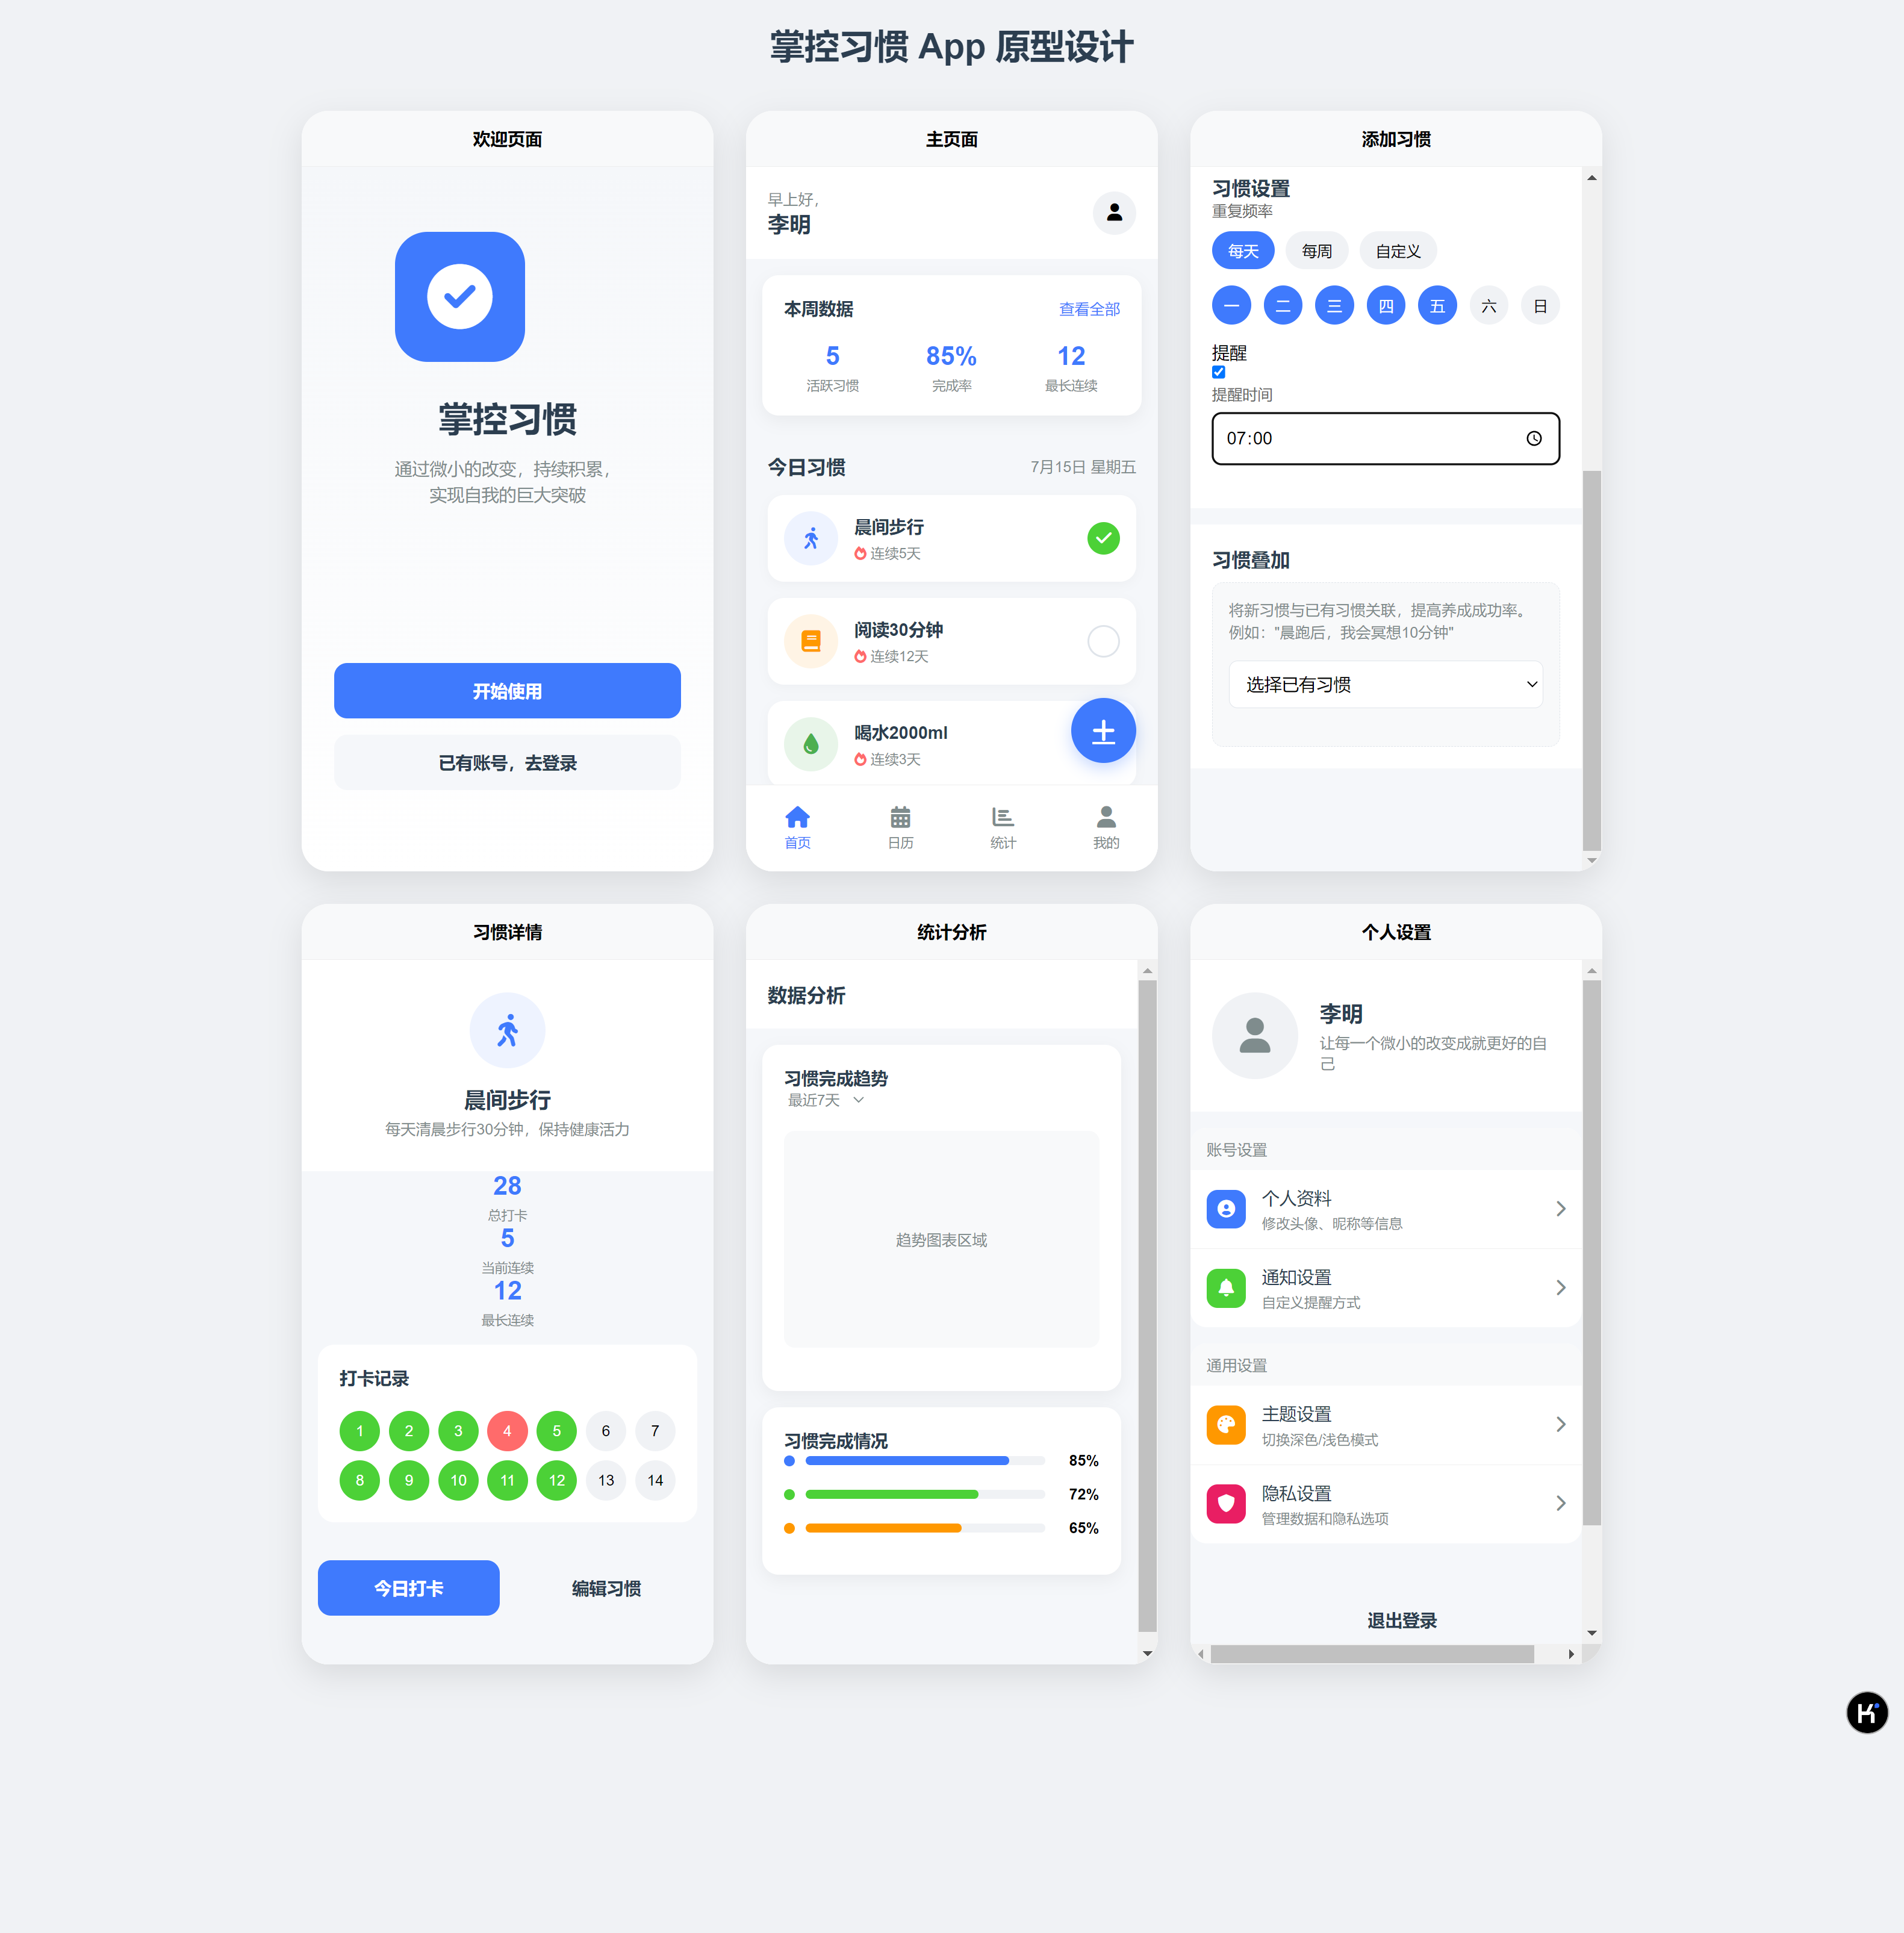 掌控习惯 App 原型设计
欢迎页面
掌控习惯
通过微小的改变，持续积累，
实现自我的巨大突破
开始使用
已有账号，去登录
主页面
早上好，
李明
本周数据
查看全部
5
85%
12
活跃习惯
完成率
最长连续
今日习惯
7月15日 星期五
晨间步行
连续5天
阅读30分钟
连续12天
喝水2000ml
连续3天
首页
日历
统计
我的
添加习惯
习惯设置
重复频率
每天
每周
自定义
一
二
三
四
五
六
日
提醒
提醒时间
07:00
习惯叠加
将新习惯与已有习惯关联，提高养成成功率。
例如："晨跑后，我会冥想10分钟"
选择已有习惯
习惯详情
晨间步行
每天清晨步行30分钟，保持健康活力
28
总打卡
5
当前连续
12
最长连续
打卡记录
1 2 3 4 5 6 7
8 9 10 11 12 13 14
今日打卡
编辑习惯
统计分析
数据分析
习惯完成趋势
最近7天
趋势图表区域
习惯完成情况
85%
72%
65%
个人设置
李明
让每一个微小的改变成就更好的自
己
账号设置
个人资料
修改头像、昵称等信息
通知设置
自定义提醒方式
通用设置
主题设置
切换深色/浅色模式
隐私设置
管理数据和隐私选项
退出登录